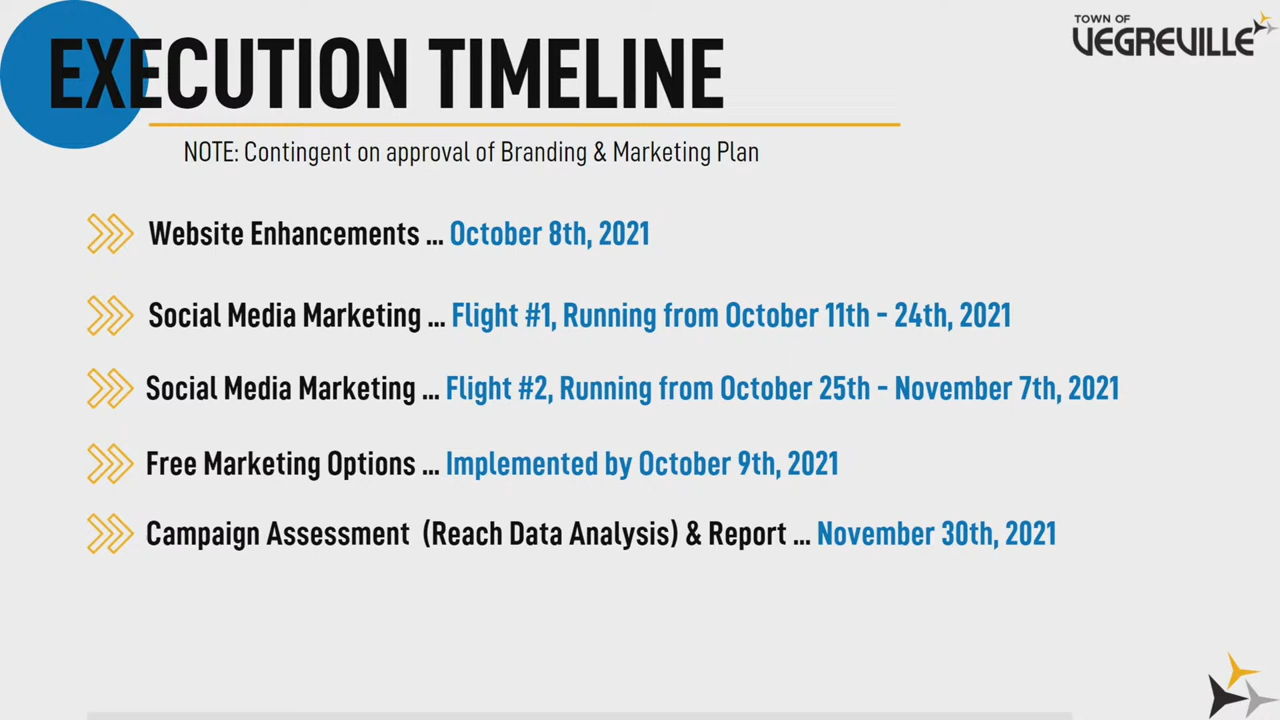 TOWN OF
VEGREVILLE
EXECUTION TIMELINE
NOTE: Contingent on approval of Branding & Marketing Plan
Website Enhancements ... October 8th, 2021
Social Media Marketing ... Flight #1, Running from October 11th - 24th, 2021
Social Media Marketing ... Flight #2, Running from October 25th - November 7th, 2021
Free Marketing Options ... Implemented by October 9th, 2021
Campaign Assessment (Reach Data Analysis) & Report ... November 30th, 2021